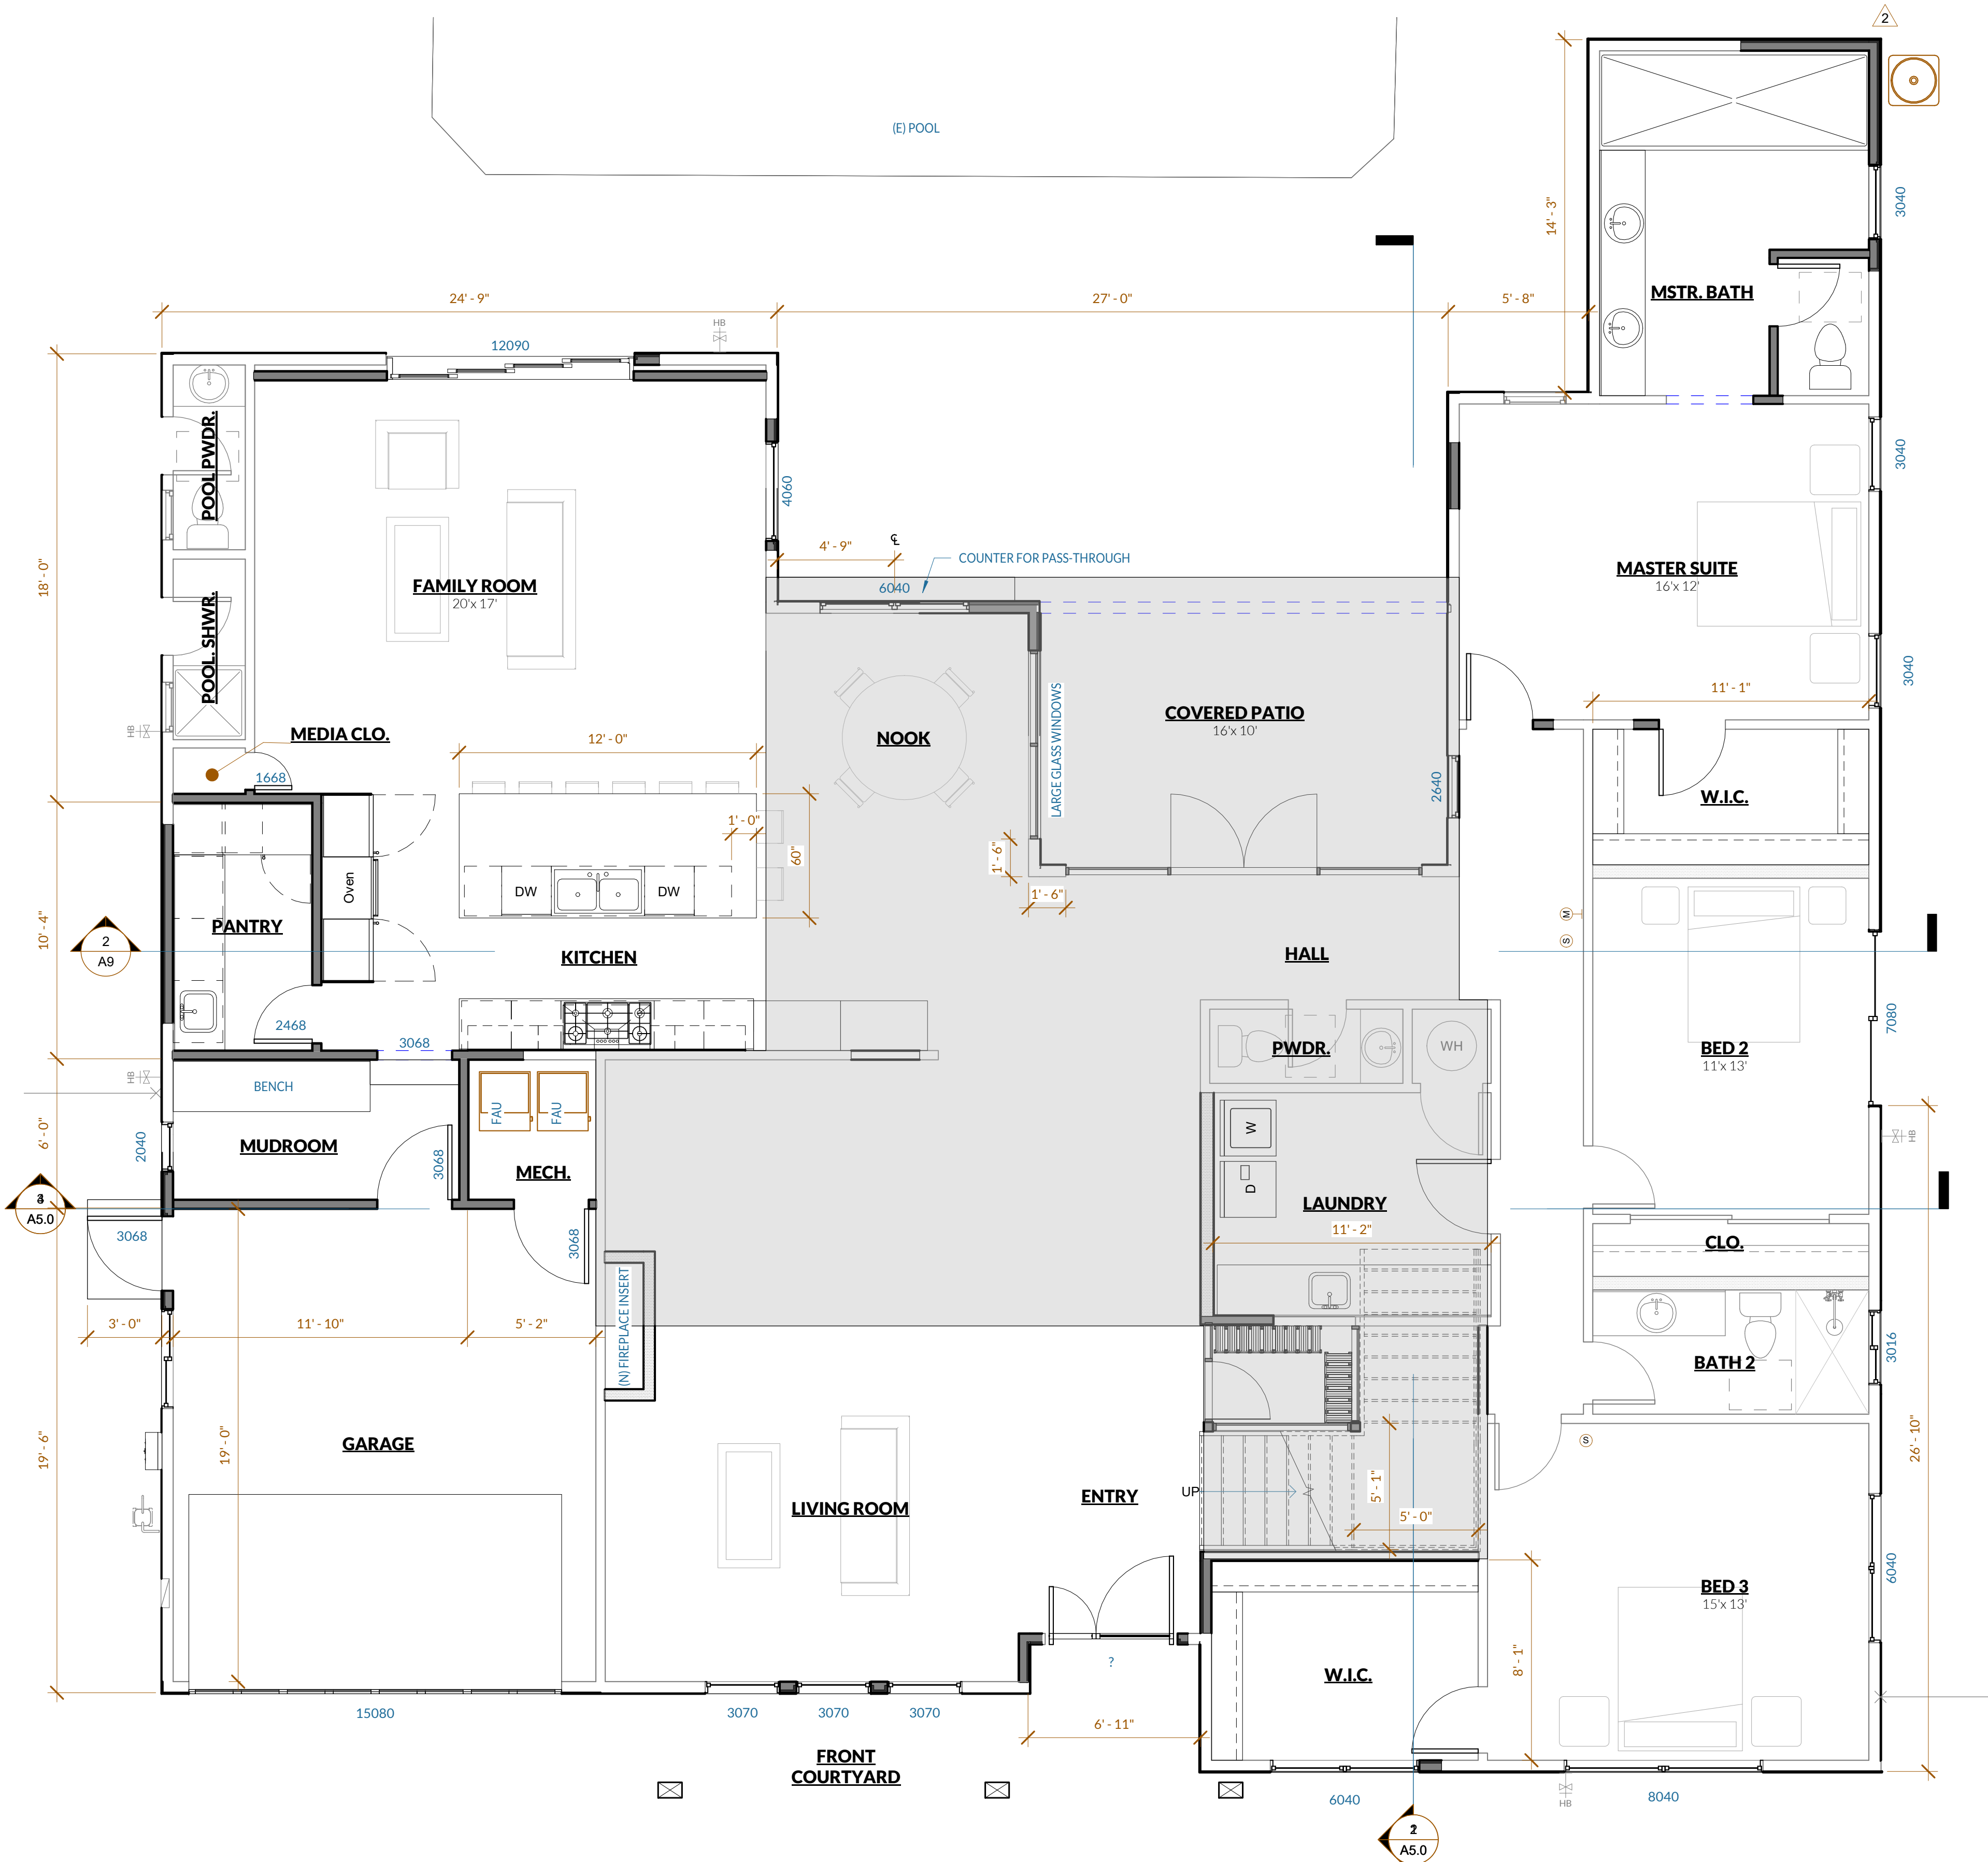 2
(E) POOL
3040
14' - 3"
MSTR. BATH
24' - 9"
27' - 0"
5' - 8"
HB
12090
POOL PWDR.
3040
4060
4' - 9"
COUNTER FOR PASS-THROUGH
6040
18' - 0"
FAMILY ROOM
20'x 17'
MASTER SUITE
16'x 12'
POOL. SHWR.
3040
11' - 1"
HB
MEDIA CLO.
12' - 0"
NOOK
LARGE GLASS WINDOWS
COVERED PATIO
16'x 10'
1668
2640
W.I.C.
1' - 0"
60"
1' - 6"
1' - 6"
Oven
DW
DW
10' - 4"
PANTRY
2
A9
KITCHEN
HALL
M
S
2468
3068
7080
PWDR.
WH
BED 2
11'x 13'
HB
BENCH
FAU
FAU
6' - 0"
2040
MUDROOM
3068
MECH.
W
D
HB
LAUNDRY
11' - 2"
A5.0
3068
3068
CLO.
3' - 0"
11' - 10"
5' - 2"
(N) FIREPLACE INSERT
3016
BATH 2
19' - 6"
19' - 0"
GARAGE
S
26' - 10"
LIVING ROOM
ENTRY
UP
5' - 1"
5' - 0"
6040
BED 3
15'x 13'
?
8' - 1"
W.I.C.
15080
3070
3070
3070
6' - 11"
FRONT
COURTYARD
6040
HB
8040
A5.0